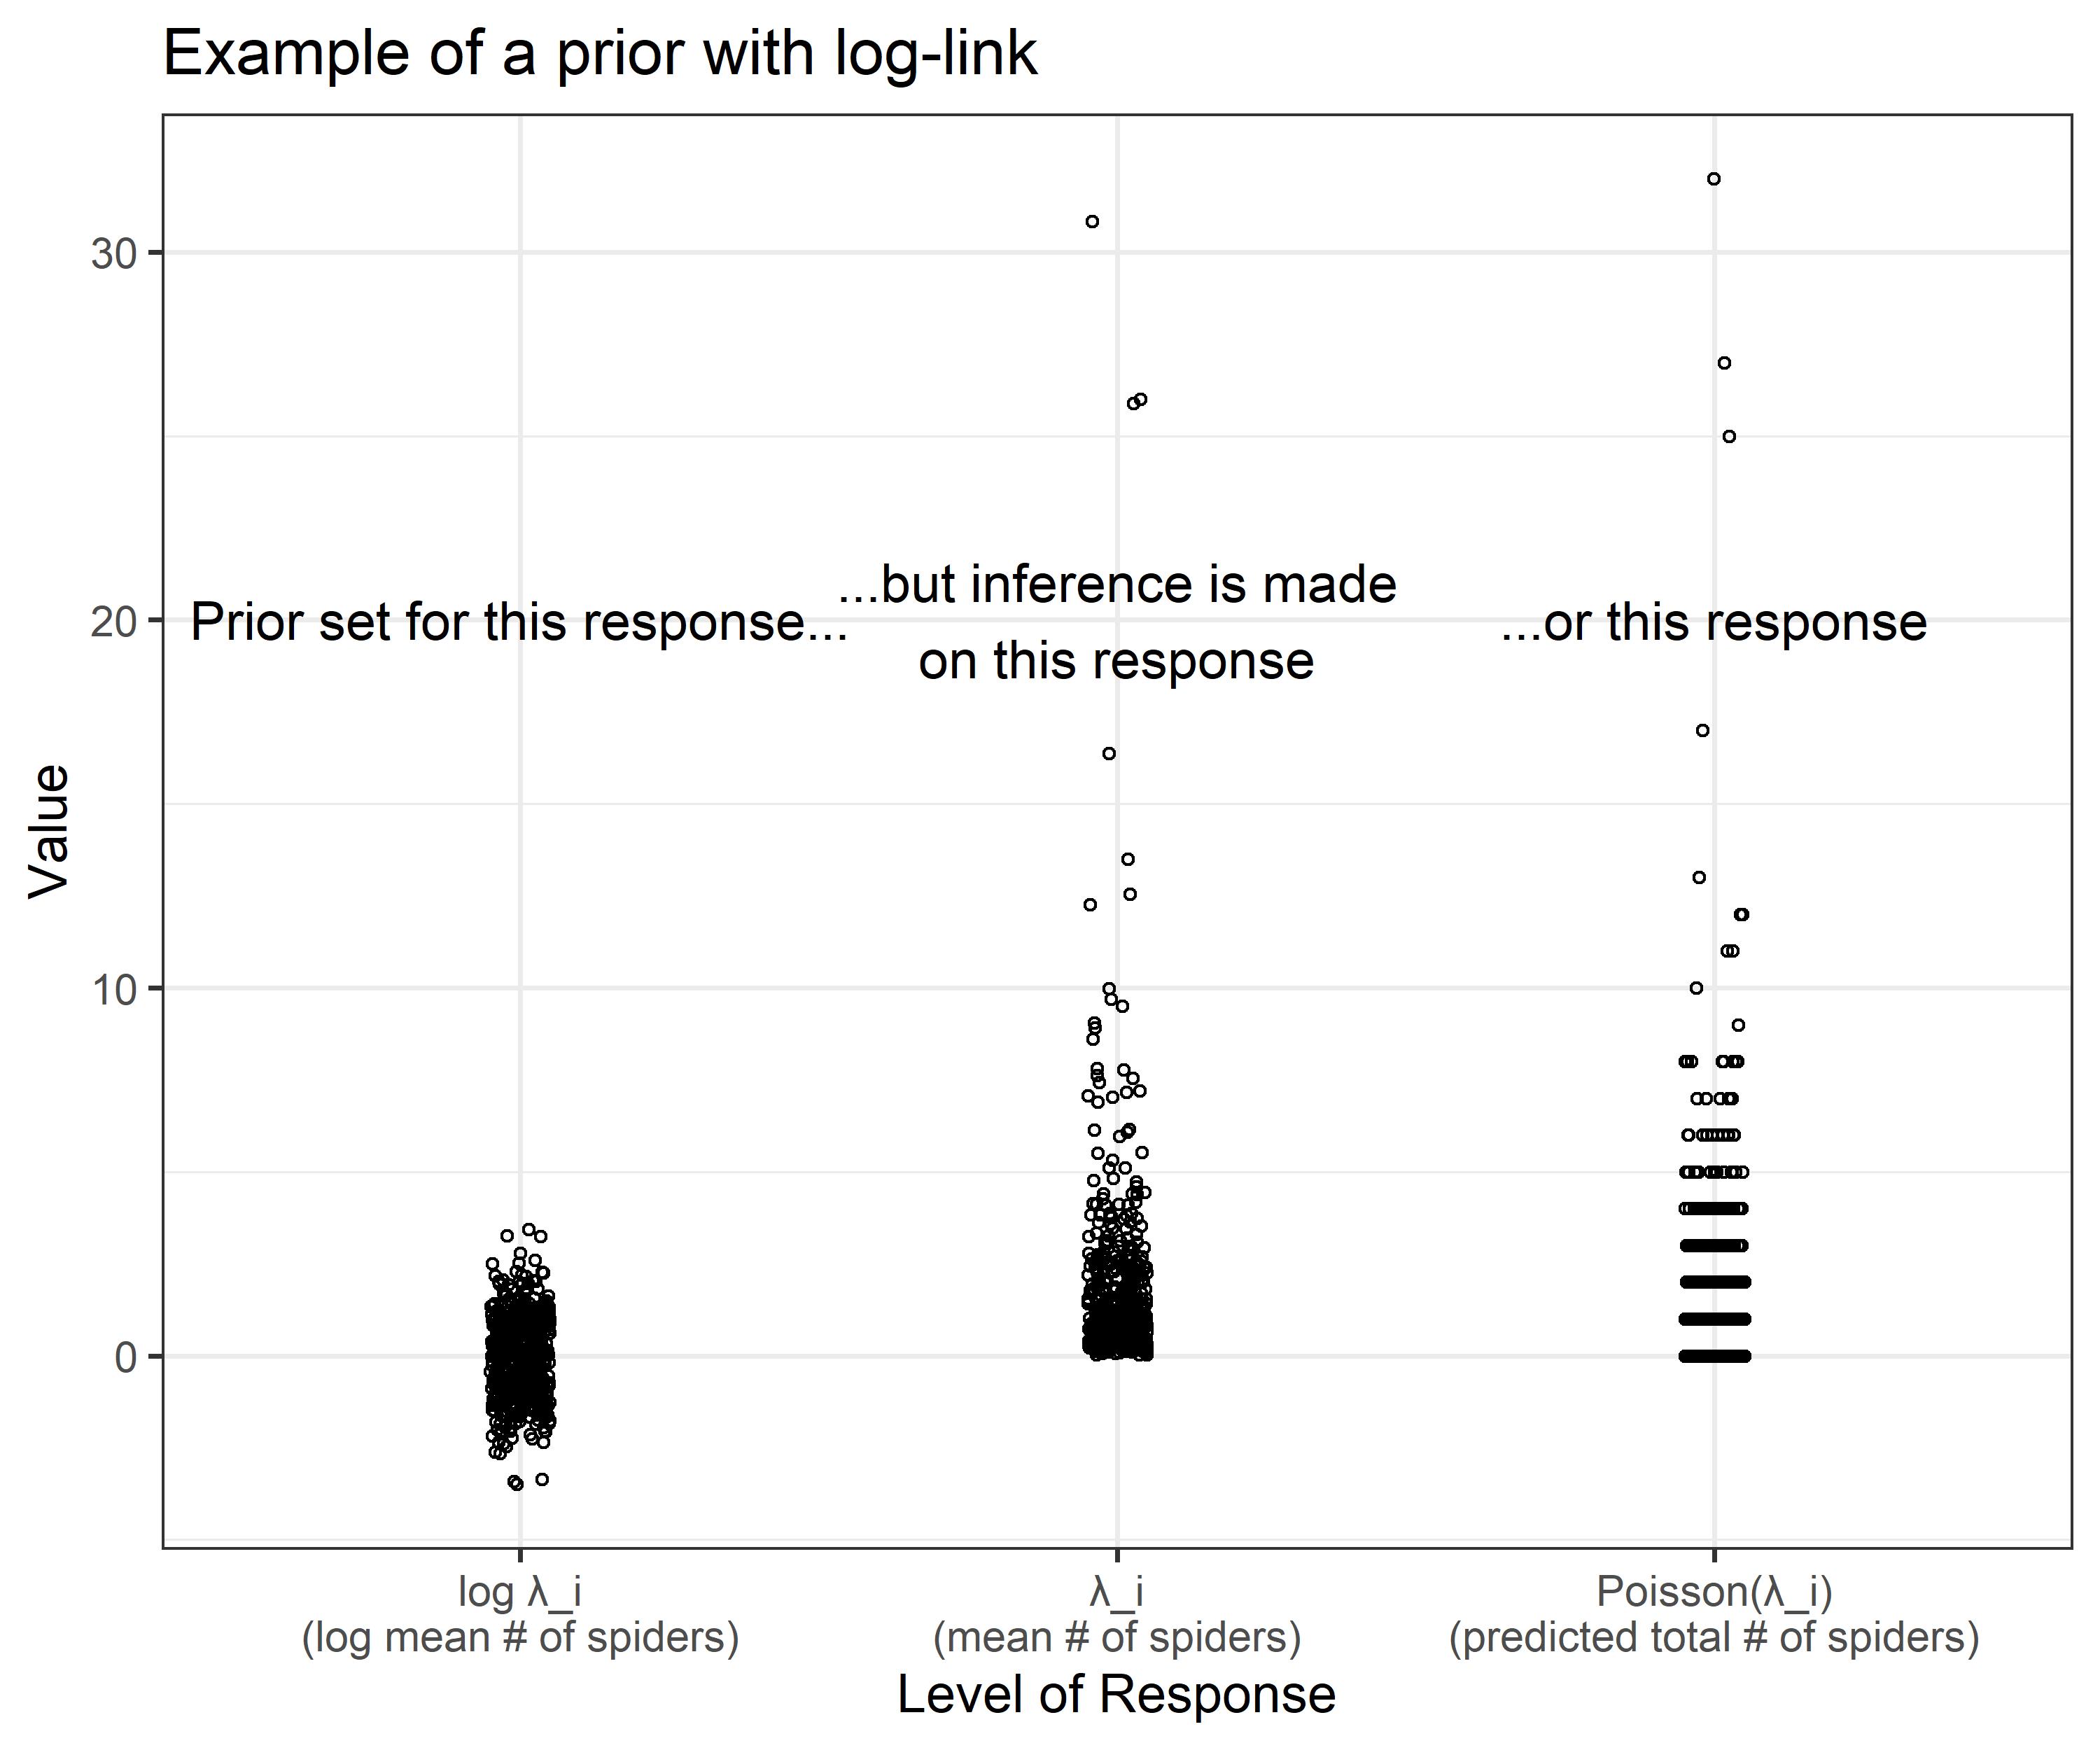 Example of a prior with log-link
30
20
10
0
Value
Prior set for this response...
...but inference is made
on this response
...or this response
log λ_i
(log mean # of spiders)
λ_i
(mean # of spiders)
Poisson(λ_i)
(predicted total # of spiders)
Level of Response